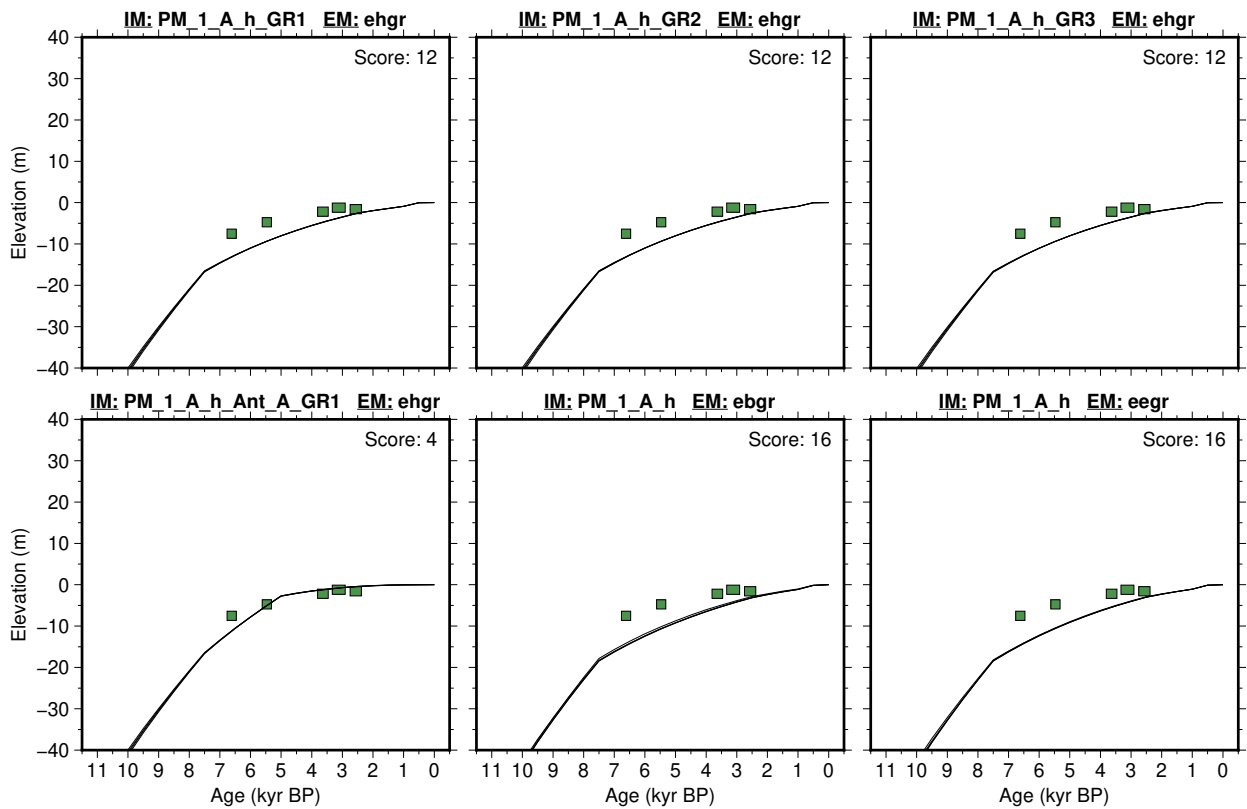 IM: PM_1_A_h_GR1 EM: ehgr
IM: PM_1_A_h_GR2 EM: ehgr
IM: PM_1_A_h_GR3 EM: ehgr
Score: 12
Score: 12
Score: 12
40
30
20
10
0
−10
−20
−30
−40
Elevation (m)
IM: PM_1_A_h_Ant_A_GR1 EM: ehgr
IM: PM_1_A_h EM: ebgr
IM: PM_1_A_h EM: eegr
Score: 4
Score: 16
Score: 16
40
30
20
10
0
−10
−20
−30
−40
Elevation (m)
11 10 9 8 7 6 5 4 3 2 1 0
11 10 9 8 7 6 5 4 3 2 1 0
11 10 9 8 7 6 5 4 3 2 1 0
Age (kyr BP)
Age (kyr BP)
Age (kyr BP)